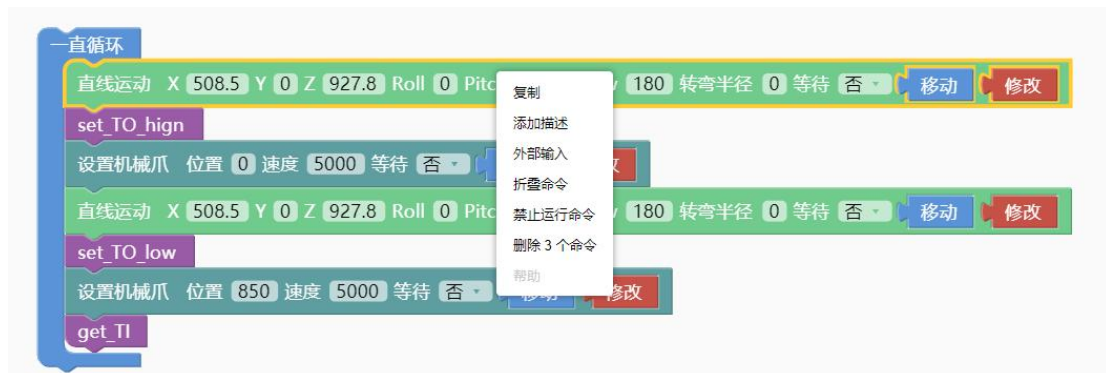 一直循环
直线运动 X 508.5 Y 0 Z 927.8 Roll 0 Pitc 180 转弯半径 0 等待 否 移动 修改
复制
添加描述
外部输入
折叠命令
禁止运行命令
删除 3 个命令
帮助
set_TO_hign
设置机械爪 位置 0 速度 5000 等待 否
直线运动 X 508.5 Y 0 Z 927.8 Roll 0 Pitc 180 转弯半径 0 等待 否 移动 修改
set_TO_low
设置机械爪 位置 850 速度 5000 等待 否 移动 修改
get_TI